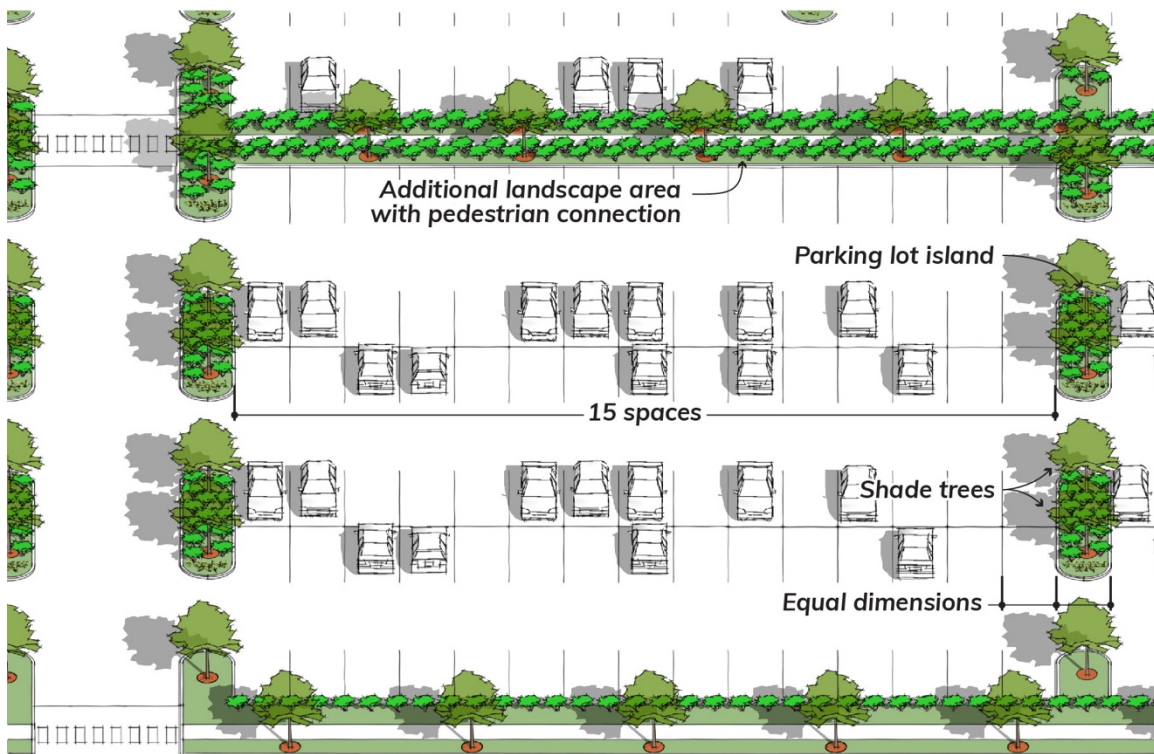 Additional landscape area
with pedestrian connection
Parking lot island
15 spaces
Shade trees
Equal dimensions